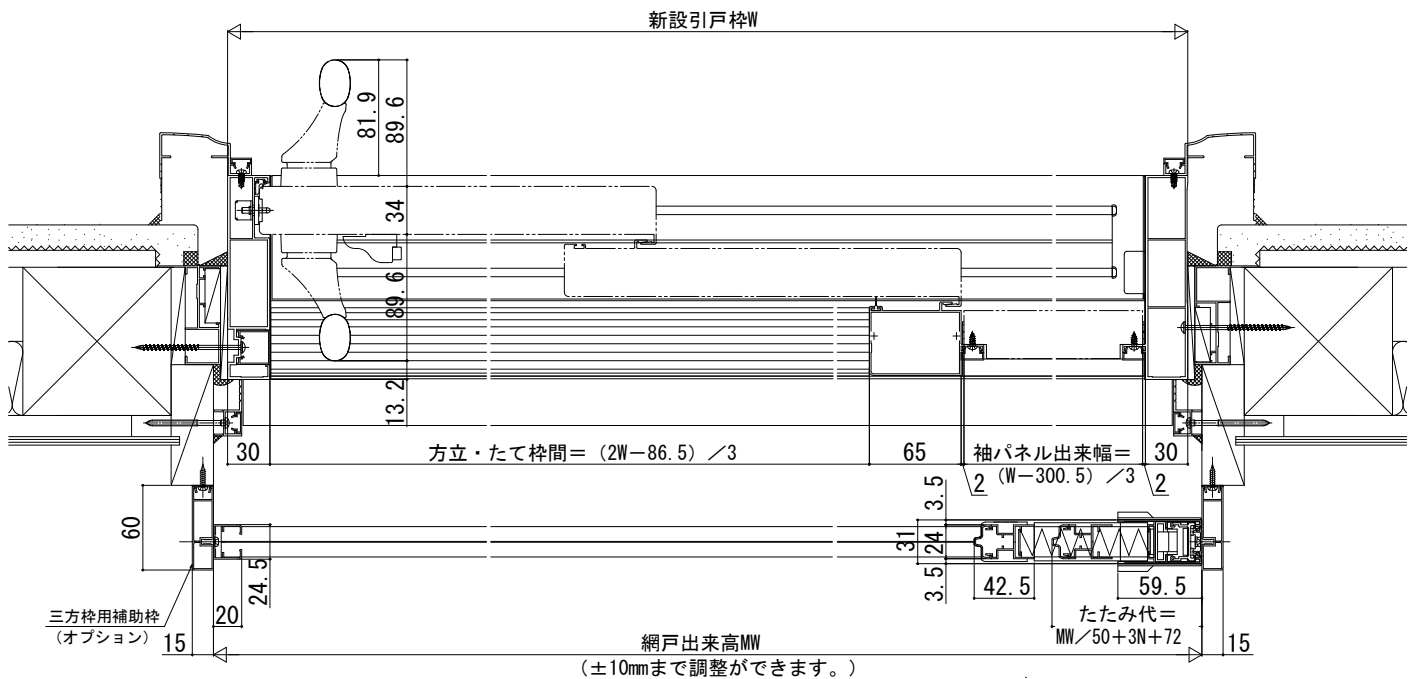 新設引戸枠W
81.9
89.6
34
89.6
13.2
30
方立・たて枠間＝（2W－86.5）／3
65
袖パネル出来幅＝
（W－300.5）／3
30
2
2
60
24.5
20
3.5
31
24
3.5
42.5
59.5
三方枠用補助枠
（オプション）
15
たたみ代＝
MW／50＋3N＋72
15
網戸出来高MW
（±10mmまで調整ができます。）